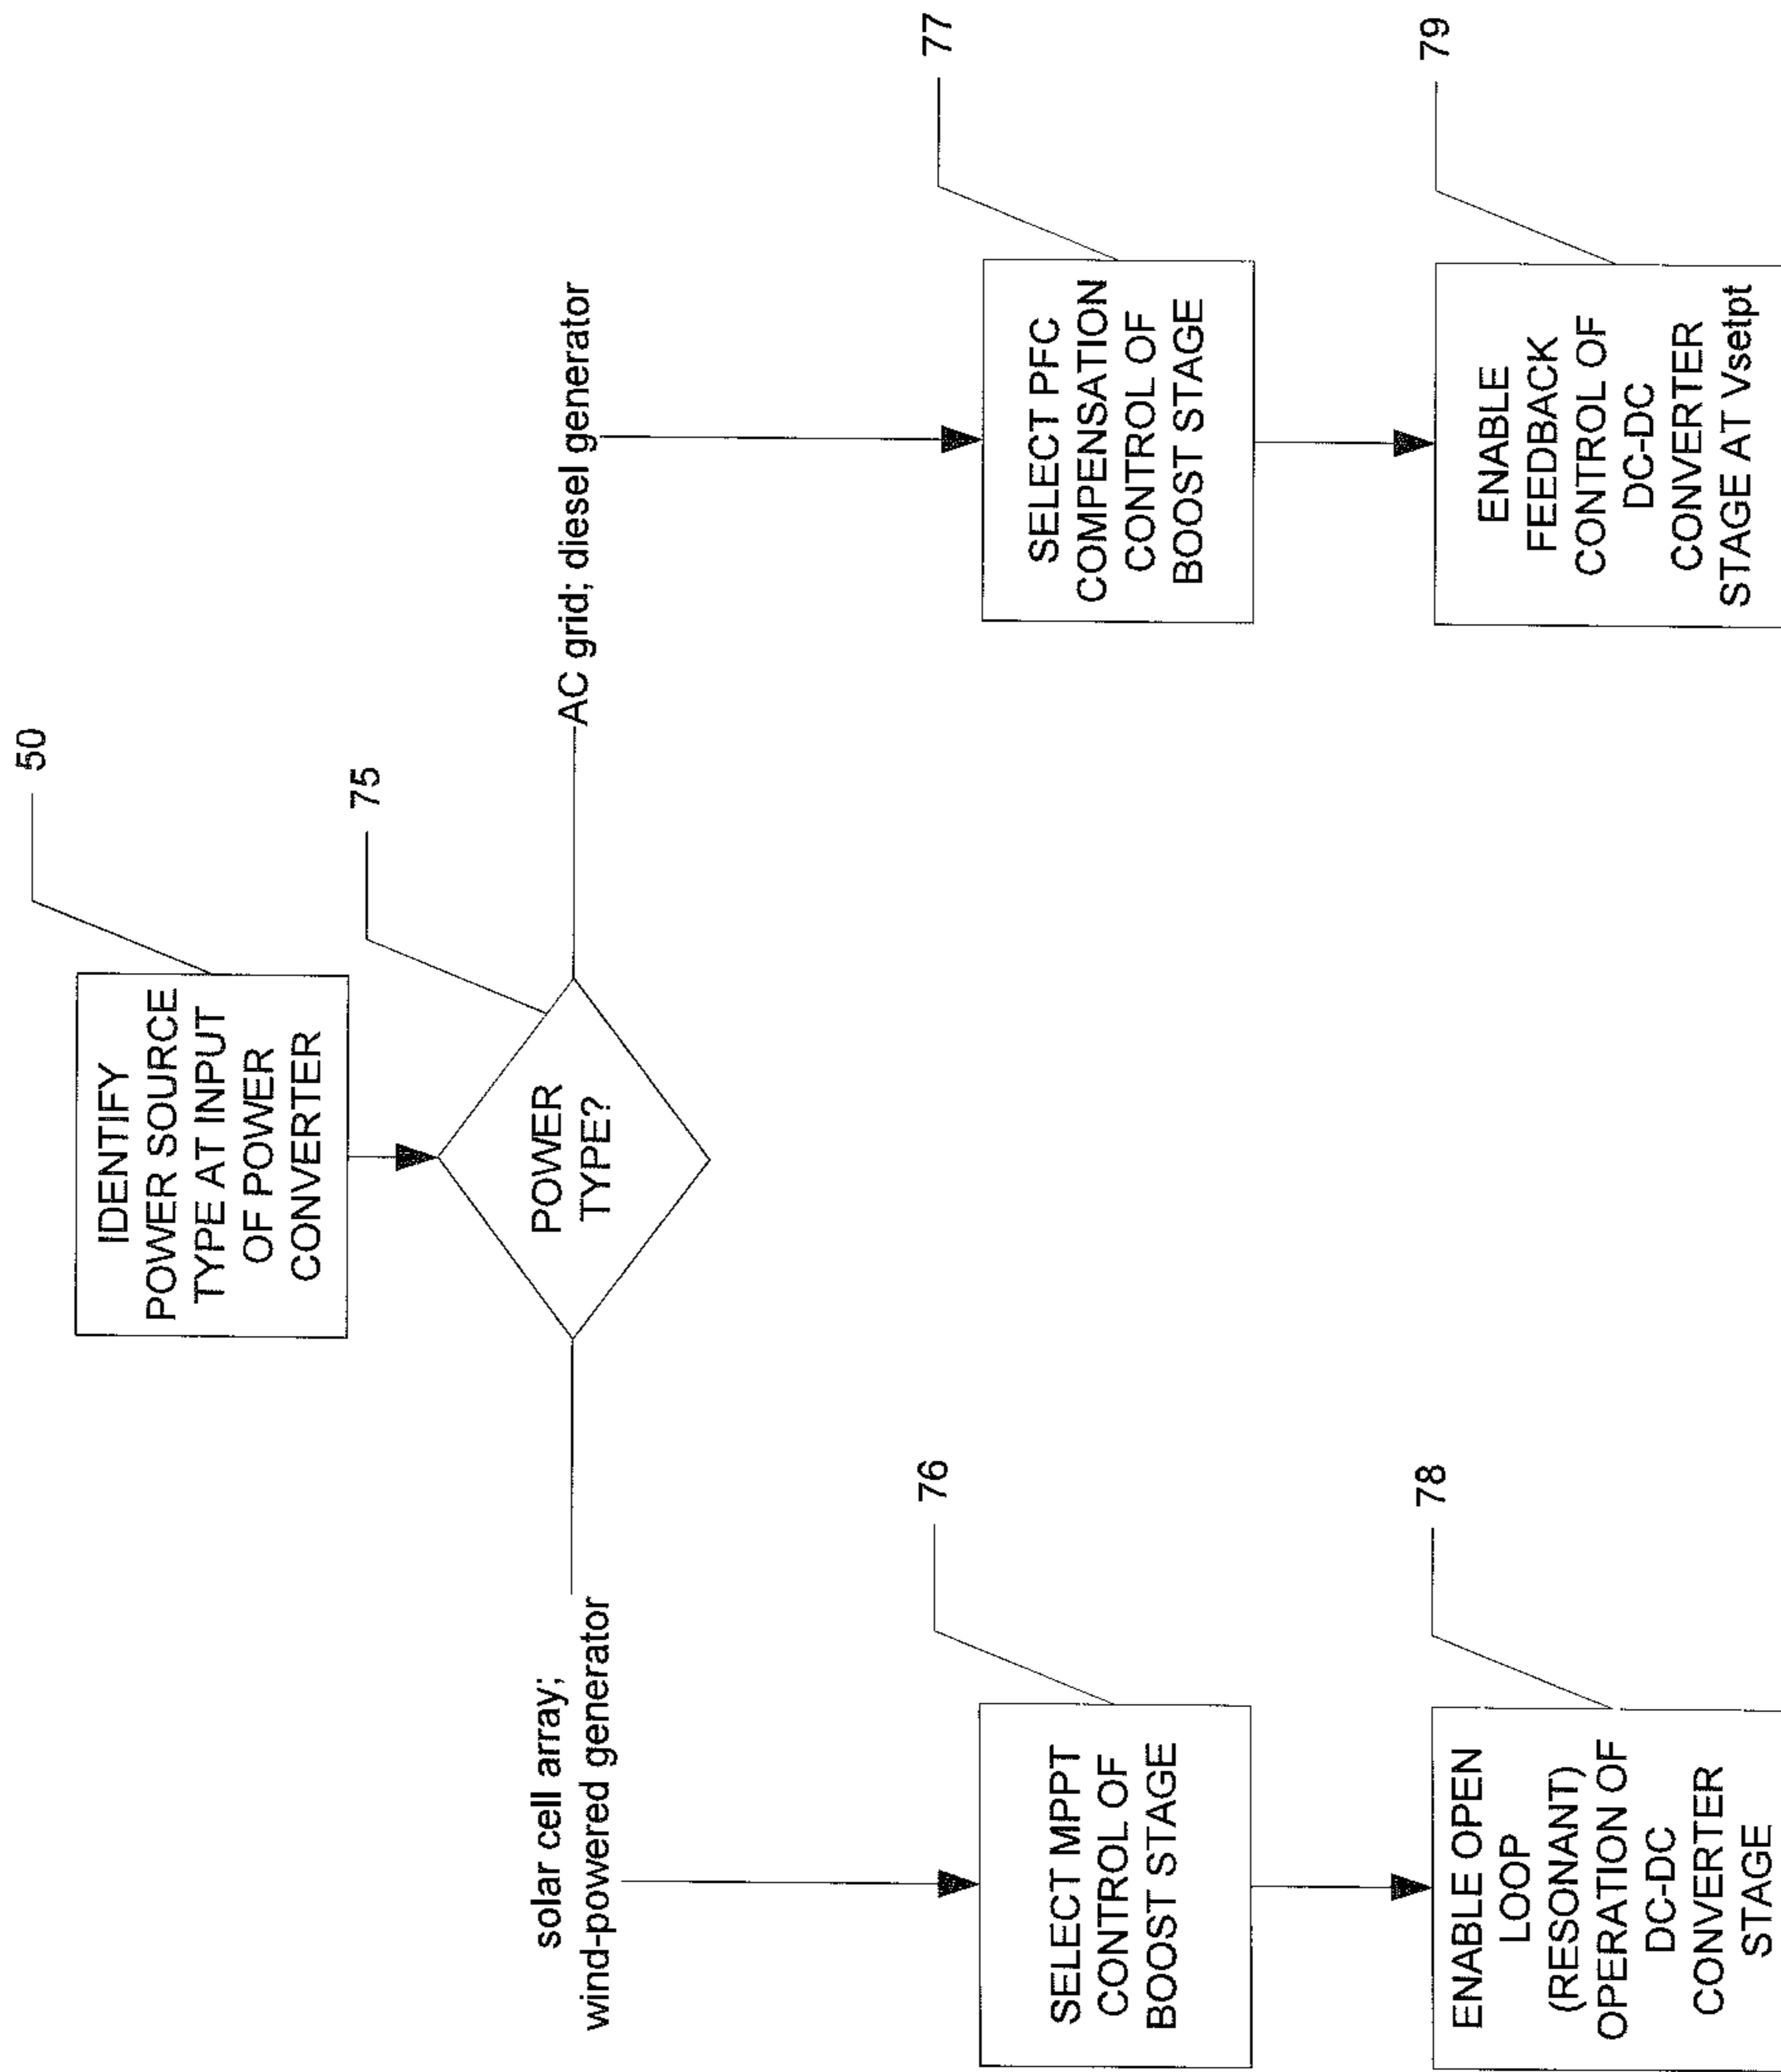 50
IDENTIFY
POWER SOURCE
TYPE AT INPUT
OF POWER
CONVERTER
75
POWER
TYPE?
solar cell array;
wind-powered generator
AC grid; diesel generator
76
SELECT MPPT
CONTROL OF
BOOST STAGE
77
SELECT PFC
COMPENSATION
CONTROL OF
BOOST STAGE
78
ENABLE OPEN
LOOP
(RESONANT)
OPERATION OF
DC-DC
CONVERTER
STAGE
79
ENABLE
FEEDBACK
CONTROL OF
DC-DC
CONVERTER
STAGE AT Vsetpt